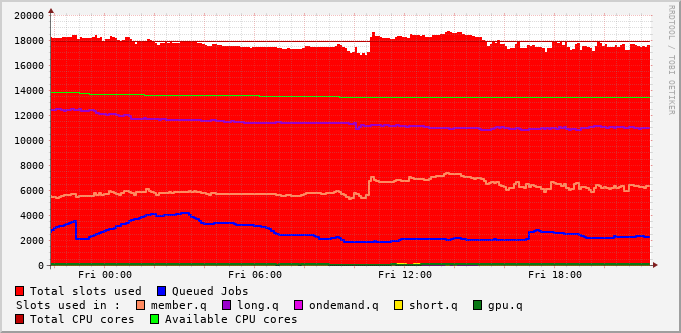 20000
18000
16000
14000
12000
10000
8000
6000
4000
2000
0
Fri 00:00 Fri 06:00 Fri 12:00 Fri 18:00
RRDTOOL / TOBI OETIKER
Total slots used Queued Jobs
Slots used in : member.q long.q ondemand.q short.q gpu.q
Total CPU cores Available CPU cores